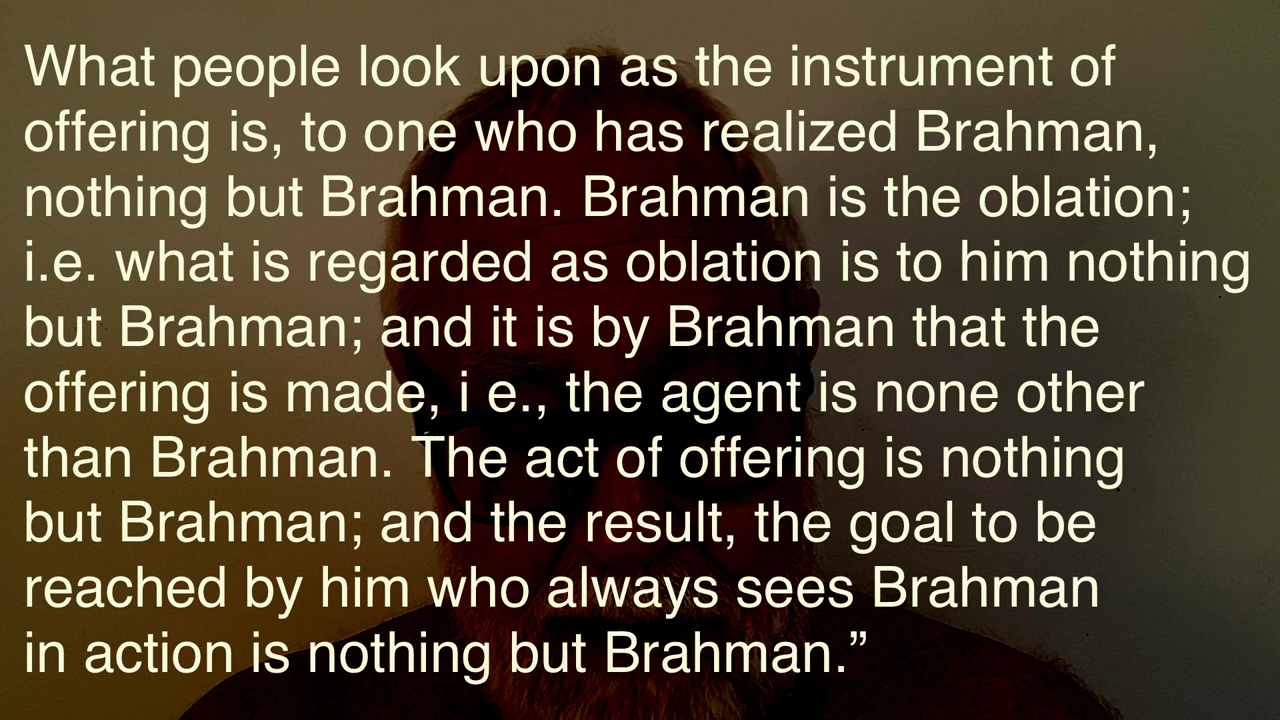 What people look upon as the instrument of
offering is, to one who has realized Brahman,
nothing but Brahman. Brahman is the oblation;
i.e. what is regarded as oblation is to him nothing
but Brahman; and it is by Brahman that the
offering is made, i e., the agent is none other
than Brahman. The act of offering is nothing
but Brahman; and the result, the goal to be
reached by him who always sees Brahman
in action is nothing but Brahman.”